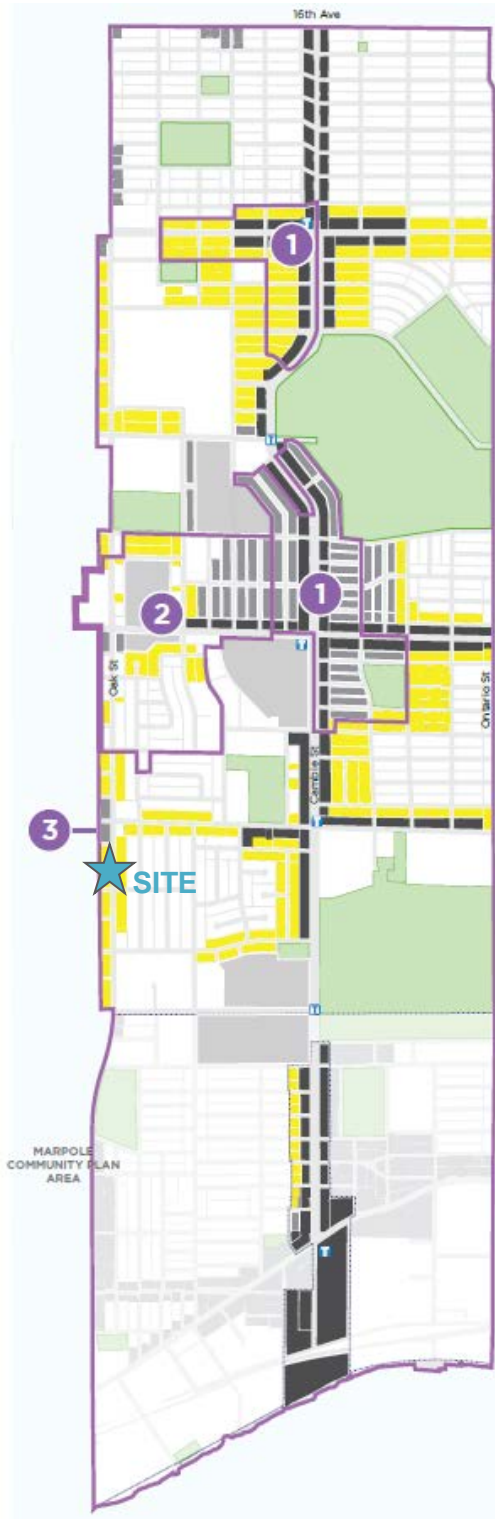 16th Ave
T
1
T
1
2
T
Oak St
Ontario St
Cambie St
3
T
SITE
T
MARPOLE
COMMUNITY PLAN
AREA
T